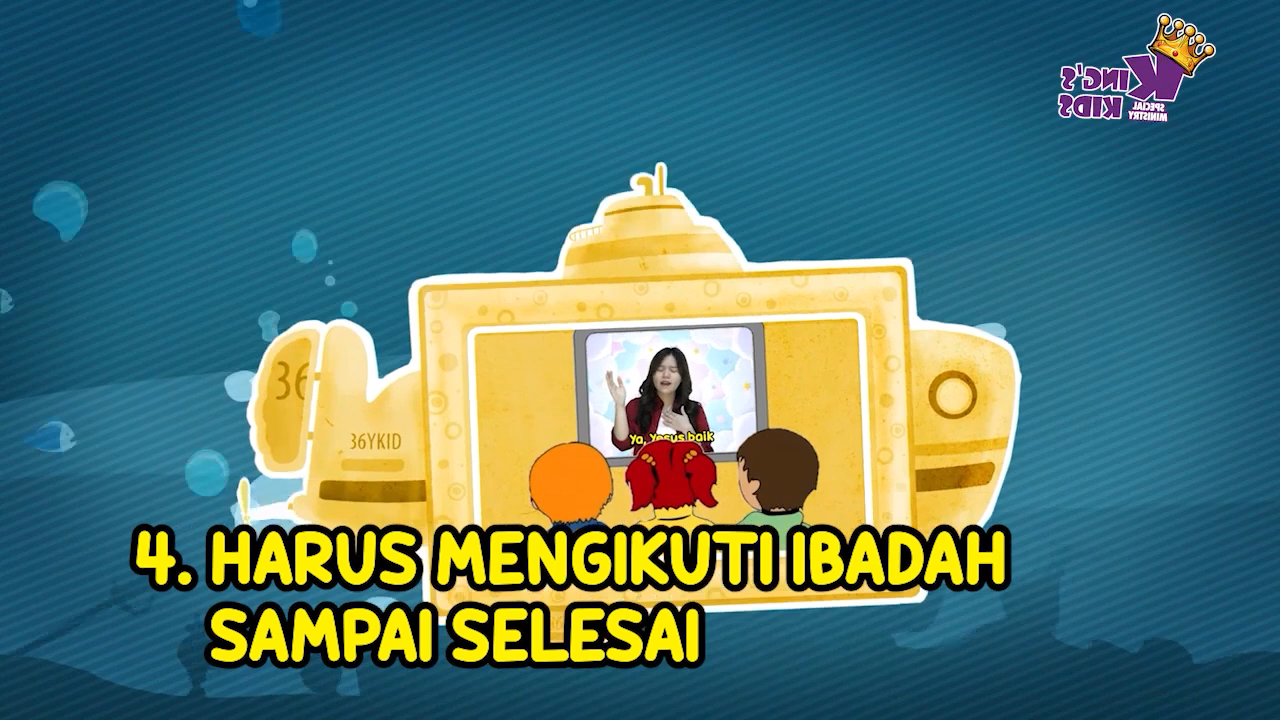 KING'S
KIDS
SPECIAL
MINISTRY
36
36YKID
Ya, Yesus baik
4. HARUS MENGIKUTI IBADAH
SAMPAI SELESAI